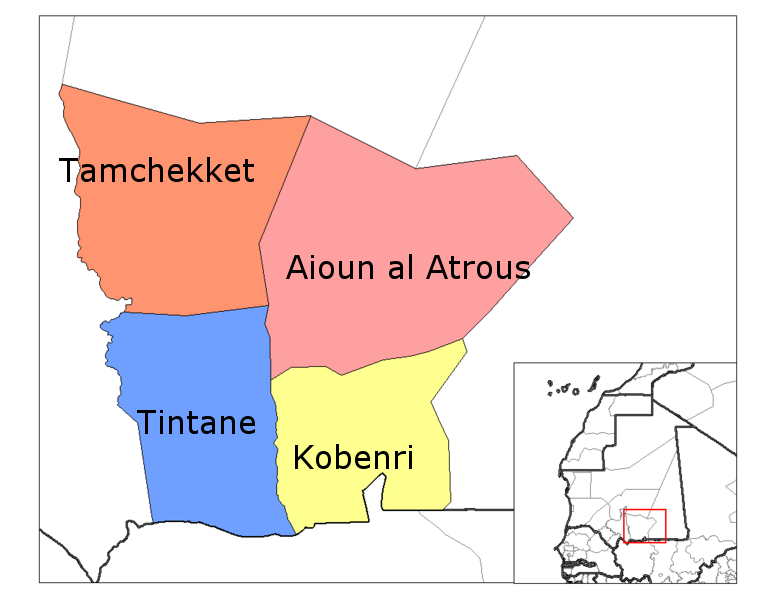 Tamchekket
Aioun al Atrous
Tintane
Kobenri